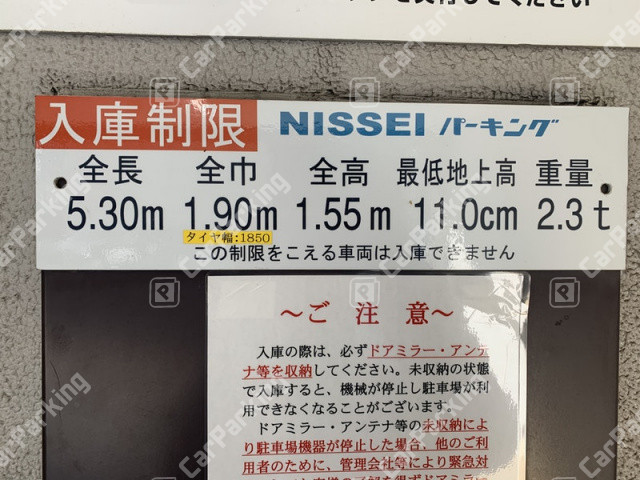 してください
入庫制限 NISSEI パーキング
全長 全巾 全高 最低地上高 重量
5.30m 1.90m 1.55m 11.0cm 2.3t
タイヤ幅:1850
この制限をこえる車両は入庫できません
～ご注意～
入庫の際は、必ずドアミラー・アンテ
ナ等を収納してください。未収納の状態
で入庫すると、機械が停止し駐車場が利
用できなくなることがございます。
ドアミラー・アンテナ等の未収納によ
り駐車場機器が停止した場合、他のご利
用者のために、管理会社等により緊急対
CarParking